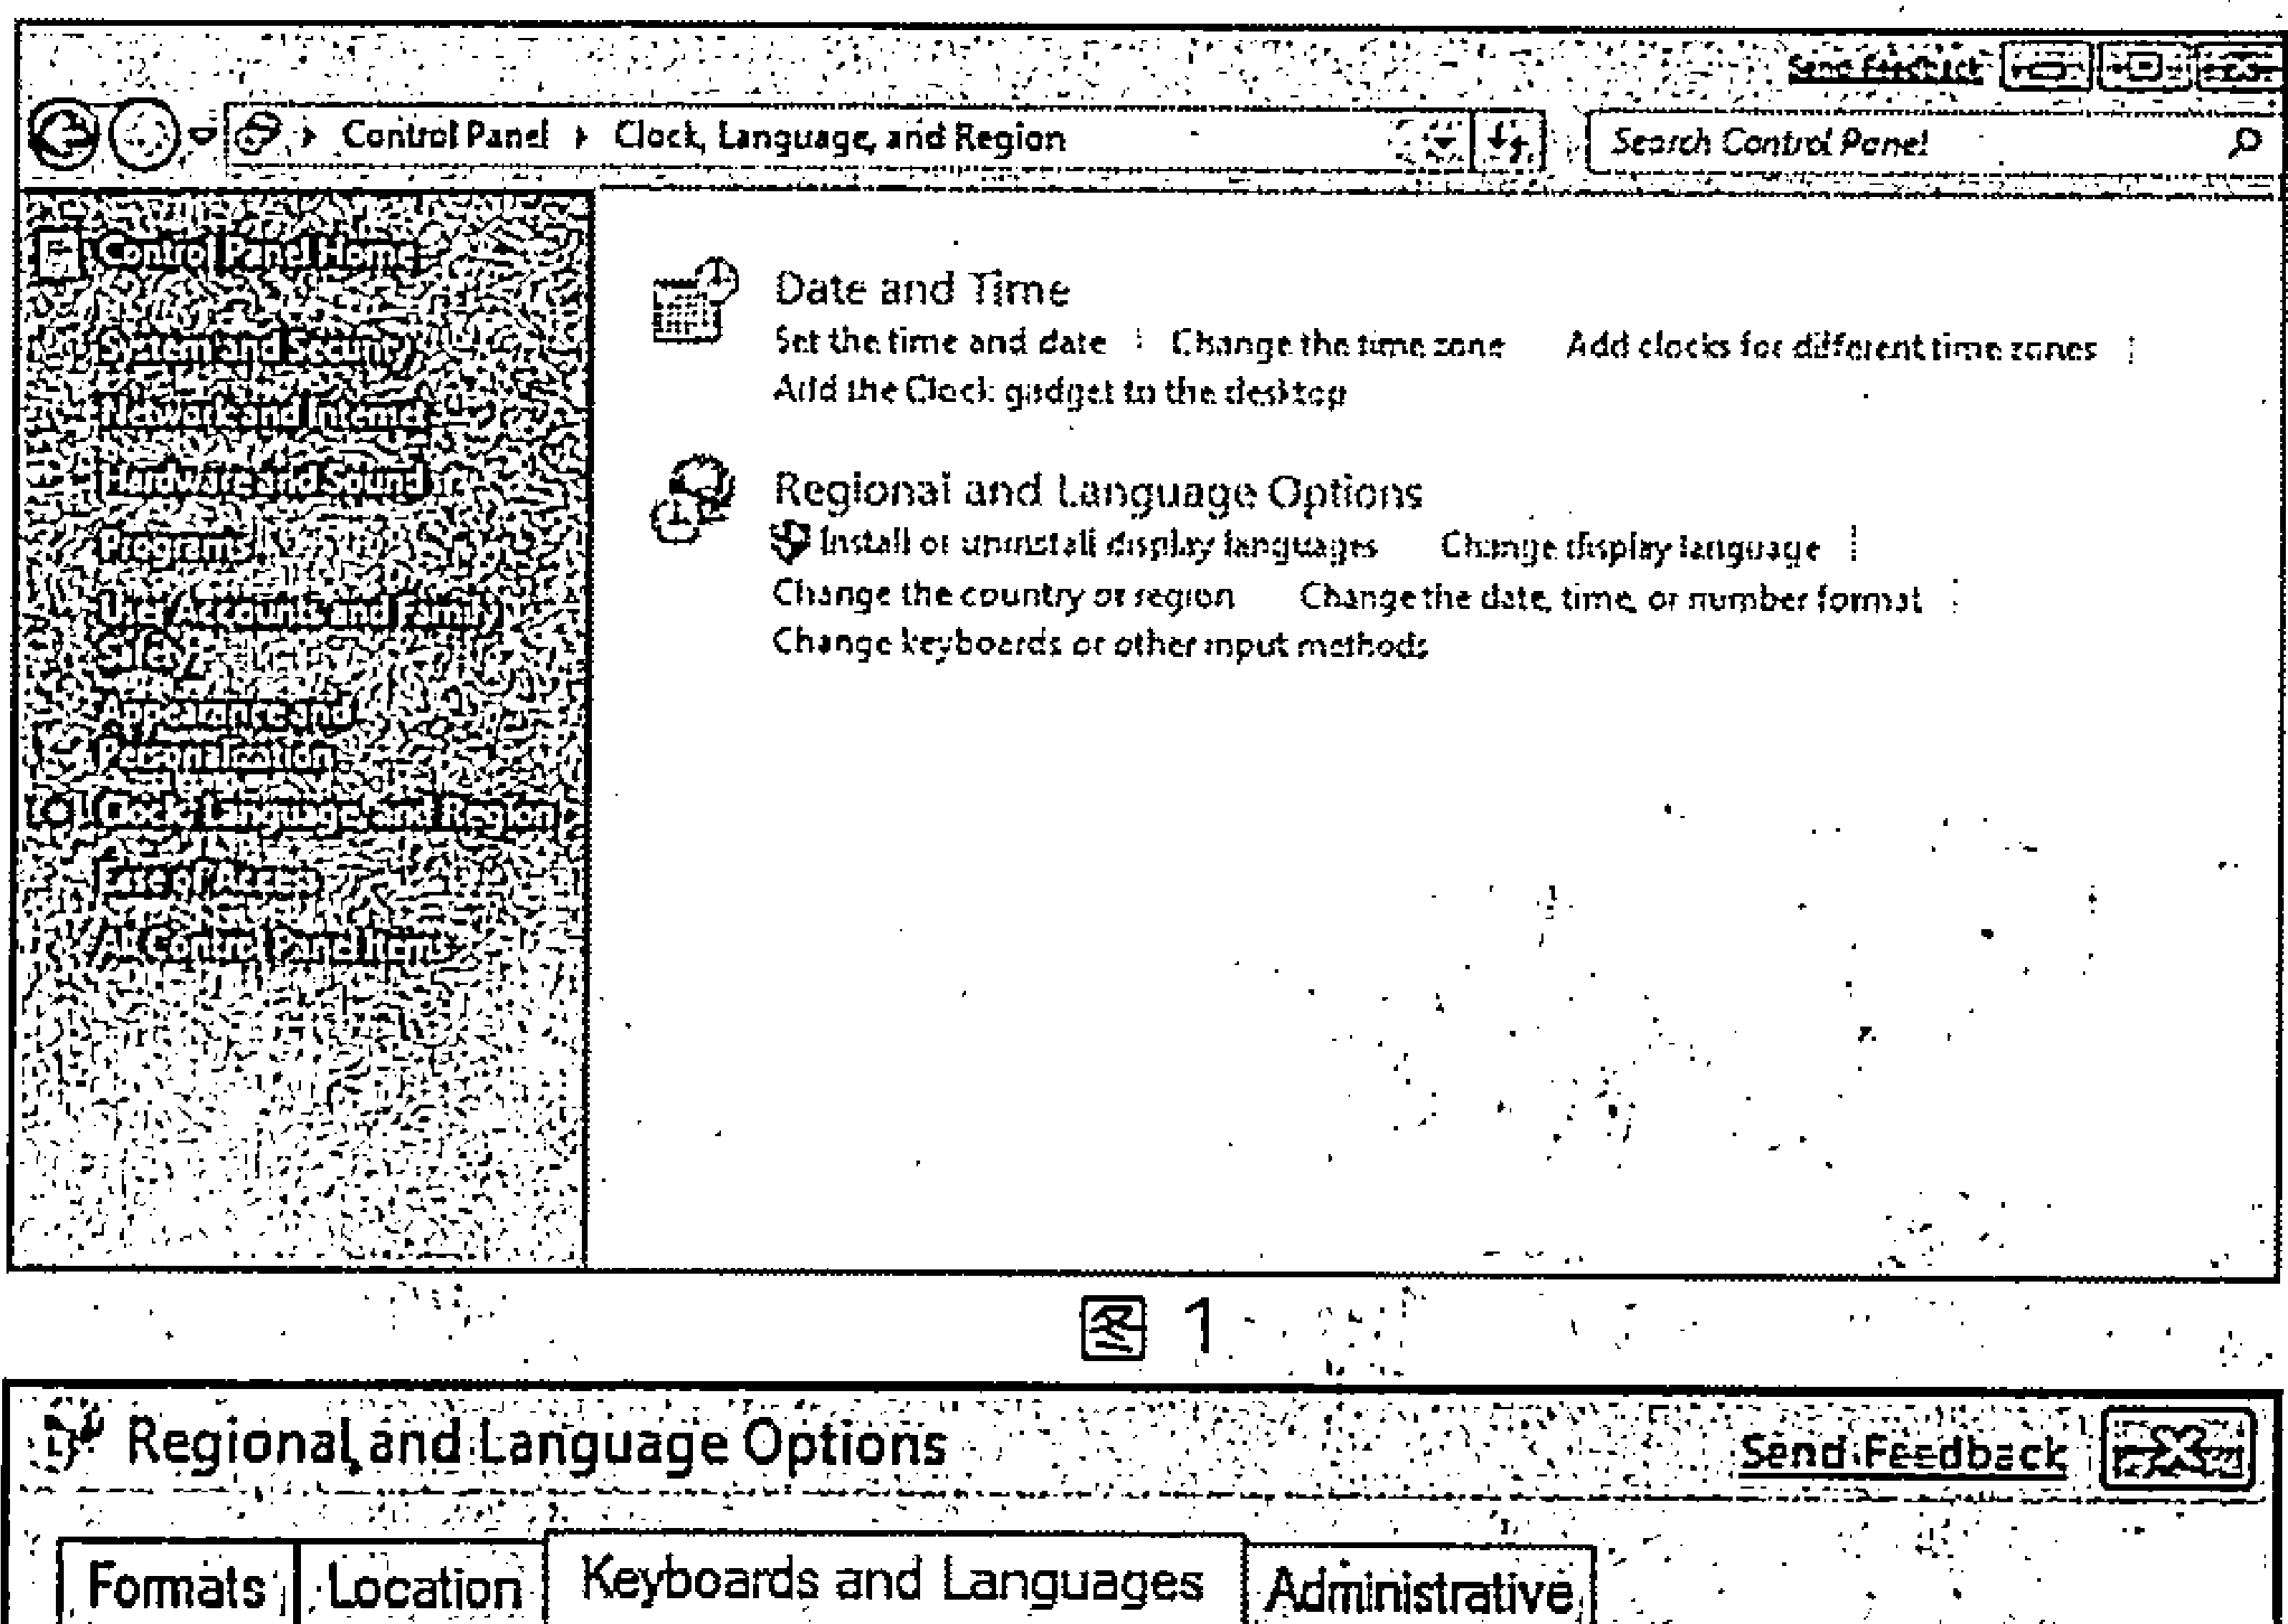 Send Feedback
Control Panel Clock, Language, and Region Search Control Panel
Control Panel Home
System and Security
Network and Internet
Hardware and Sound
Programs
User Accounts and Family
Safety
Appearance and
Personalization
Clock, Language, and Region
Ease of Access
All Control Panel Items
Date and Time
Set the time and date Change the time zone Add clocks for different time zones
Add the Clock gadget to the desktop
Regional and Language Options
Install or uninstall display languages Change display language
Change the country or region Change the date, time, or number format
Change keyboards or other input methods
图 1
Regional and Language Options Send Feedback
Formats Location Keyboards and Languages Administrative